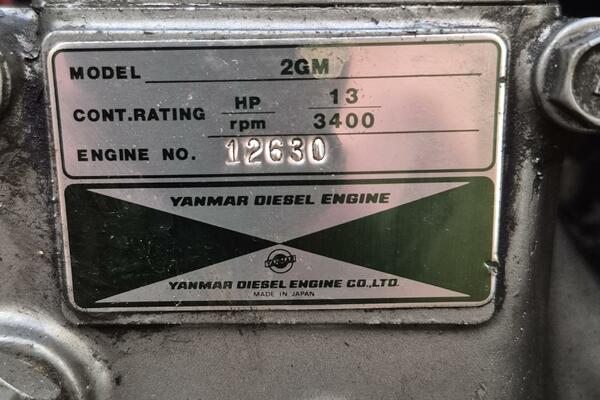 MODEL 2GM
CONT.RATING HP 13
rpm 3400
ENGINE NO. 12630
YANMAR DIESEL ENGINE
YANMAR
YANMAR DIESEL ENGINE CO.,LTD.
MADE IN JAPAN